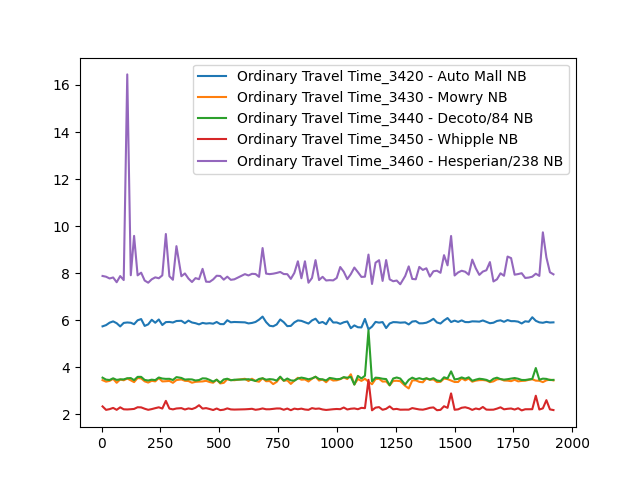 Ordinary Travel Time_3420 - Auto Mall NB
Ordinary Travel Time_3430 - Mowry NB
Ordinary Travel Time_3440 - Decoto/84 NB
Ordinary Travel Time_3450 - Whipple NB
Ordinary Travel Time_3460 - Hesperian/238 NB
16
14
12
10
8
6
4
2
0 250 500 750 1000 1250 1500 1750 2000